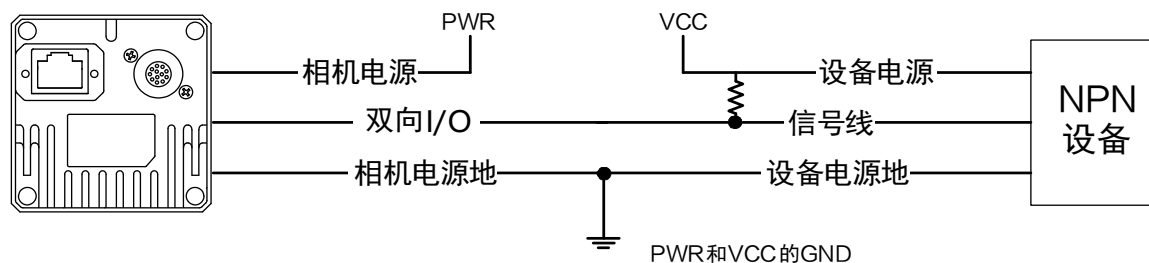 PWR
VCC
相机电源
设备电源
双向I/O
信号线
相机电源地
设备电源地
NPN
设备
PWR和VCC的GND